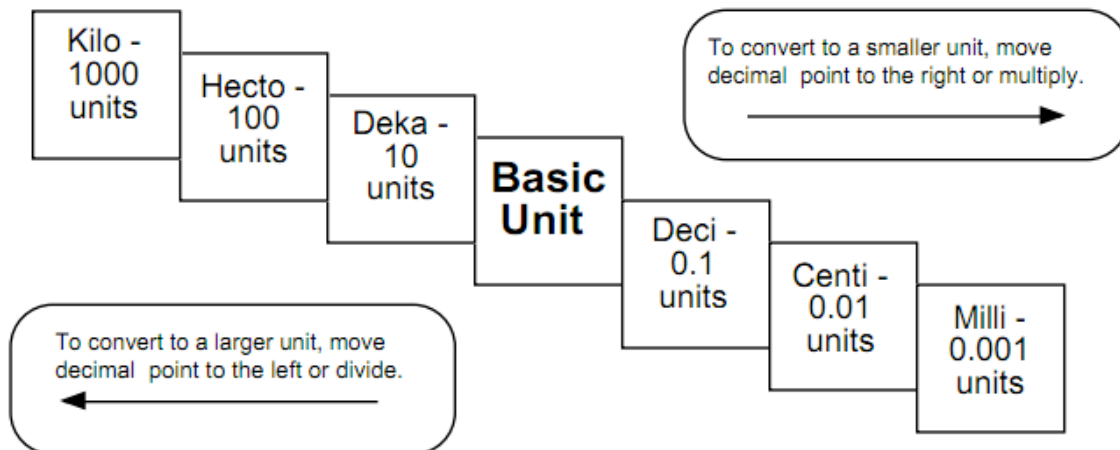 Kilo -
1000
units
Hecto -
100
units
Deka -
10
units
Basic
Unit
Deci -
0.1
units
Centi -
0.01
units
Milli -
0.001
units
To convert to a smaller unit, move
decimal point to the right or multiply.
To convert to a larger unit, move
decimal point to the left or divide.